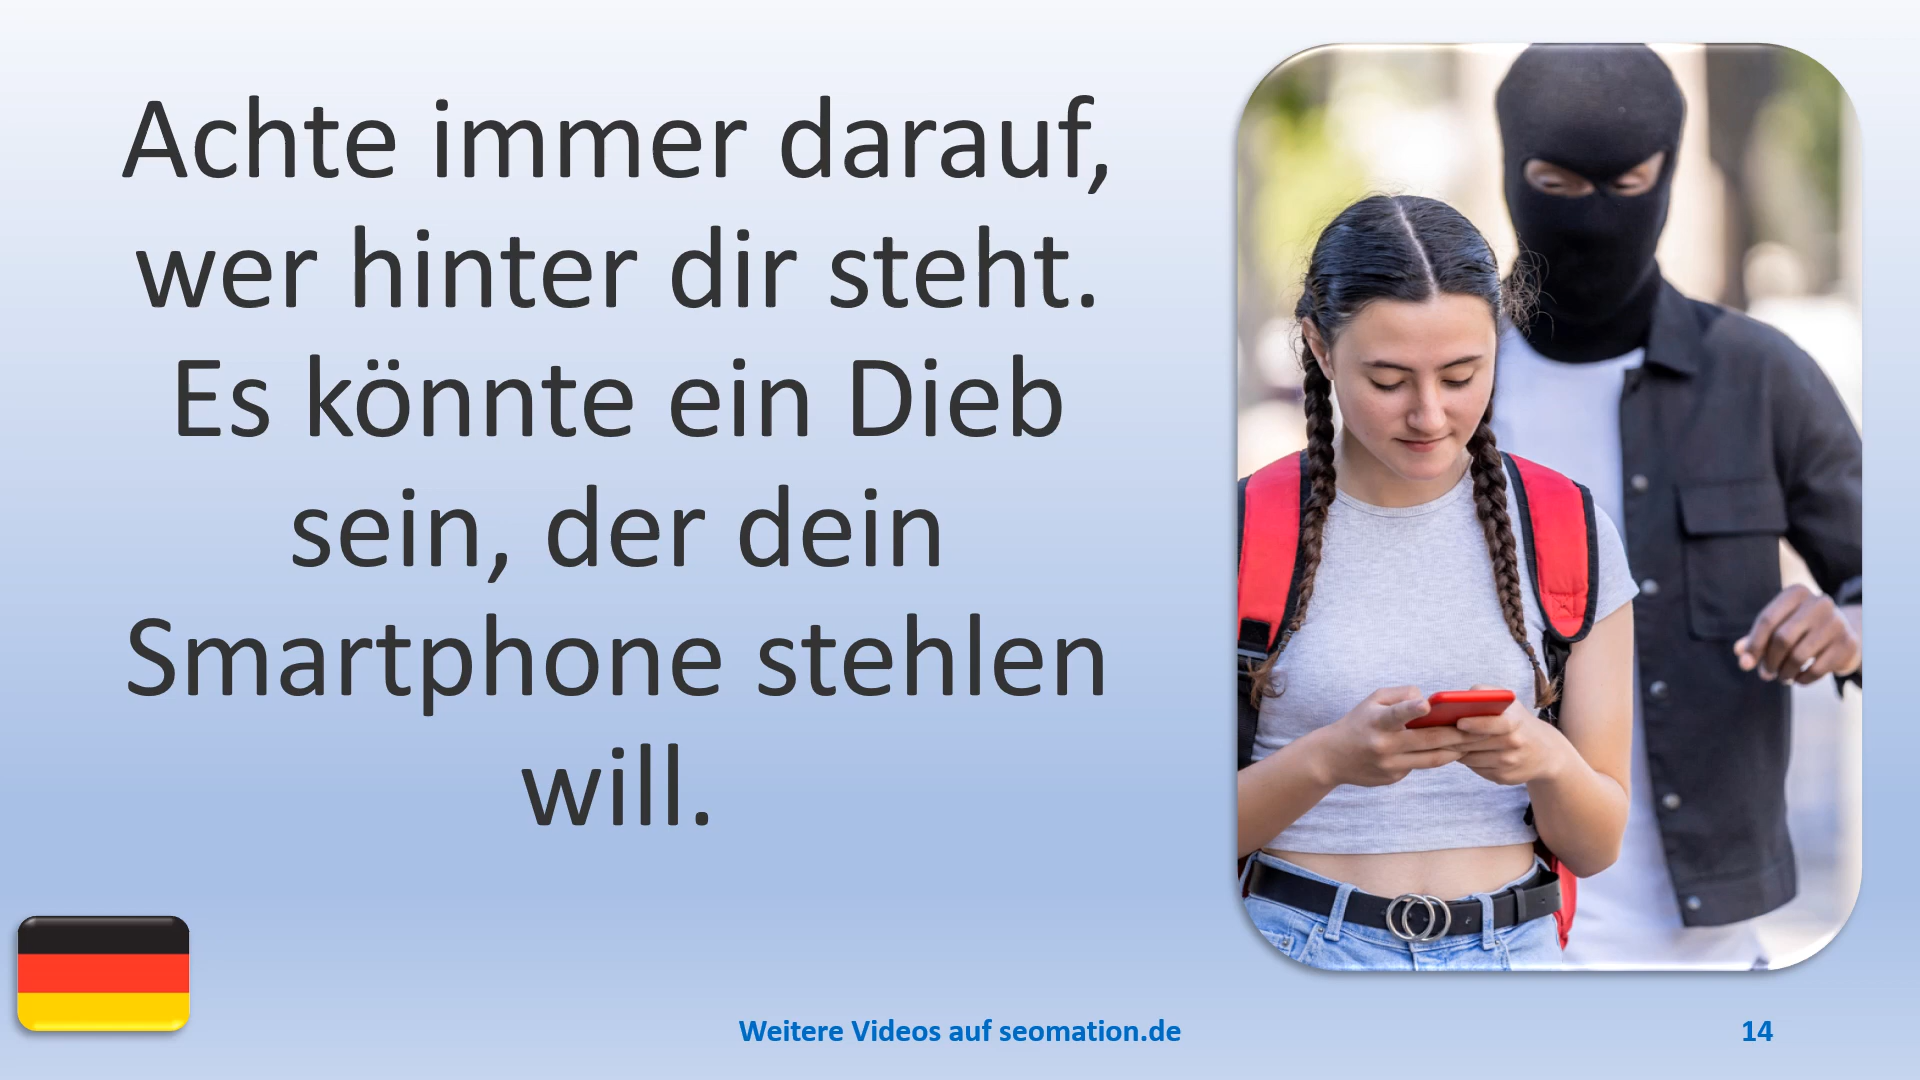 Achte immer darauf,
wer hinter dir steht.
Es könnte ein Dieb
sein, der dein
Smartphone stehlen
will.
Weitere Videos auf seomation.de
14